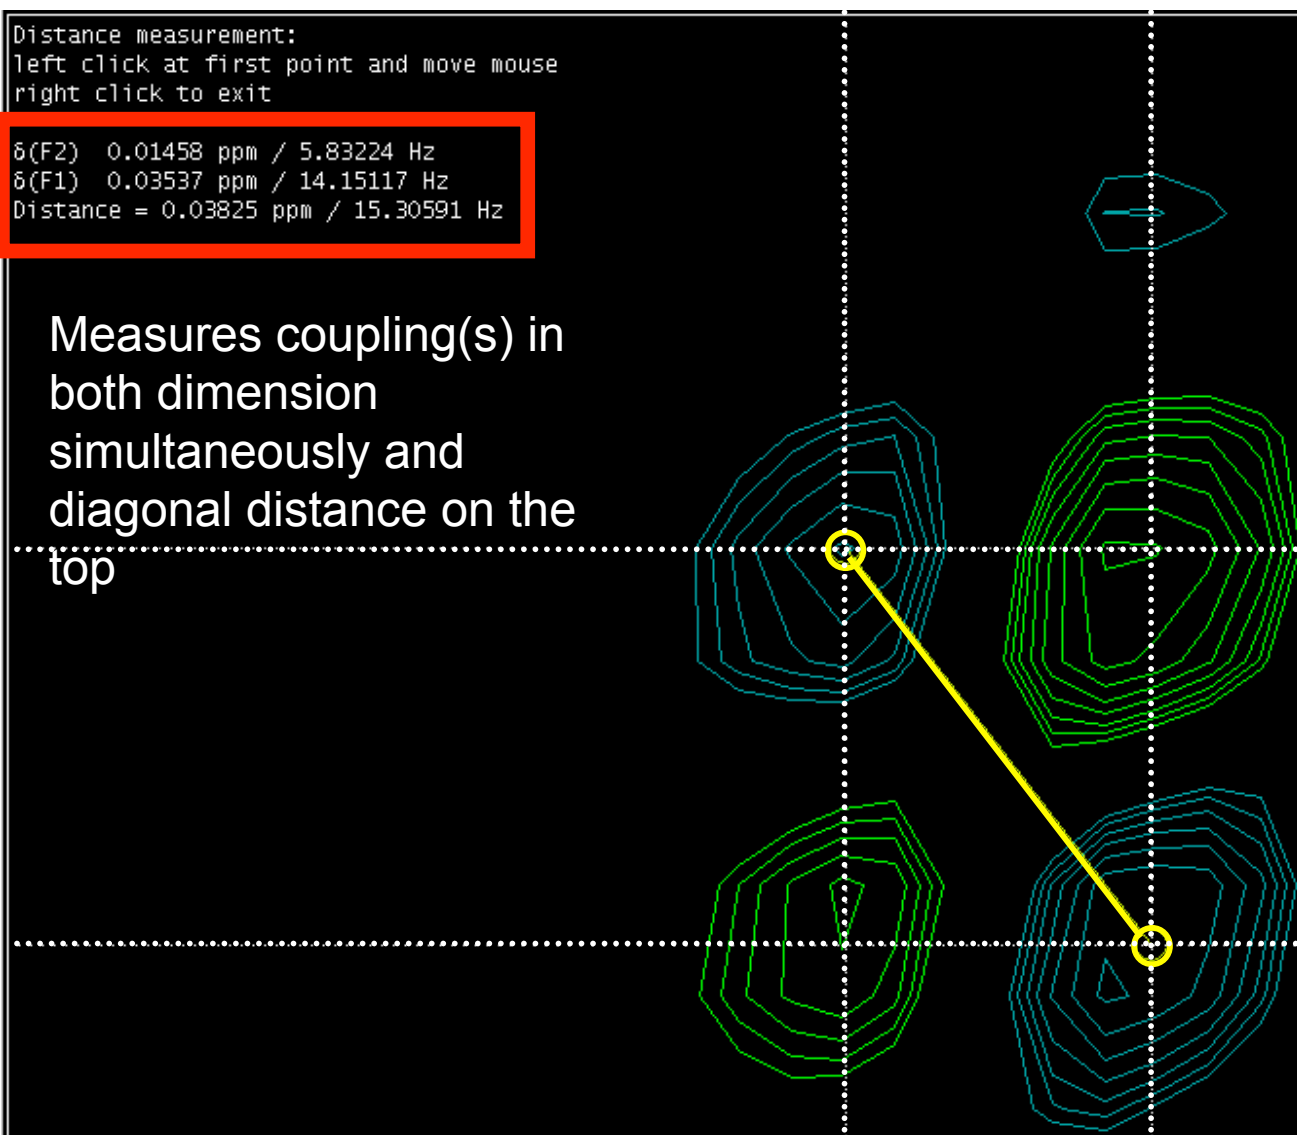 Distance measurement:
left click at first point and move mouse
right click to exit
δ(F2)  0.01458 ppm / 5.83224 Hz
δ(F1)  0.03537 ppm / 14.15117 Hz
Distance = 0.03825 ppm / 15.30591 Hz
Measures coupling(s) in
both dimension
simultaneously and
diagonal distance on the
top